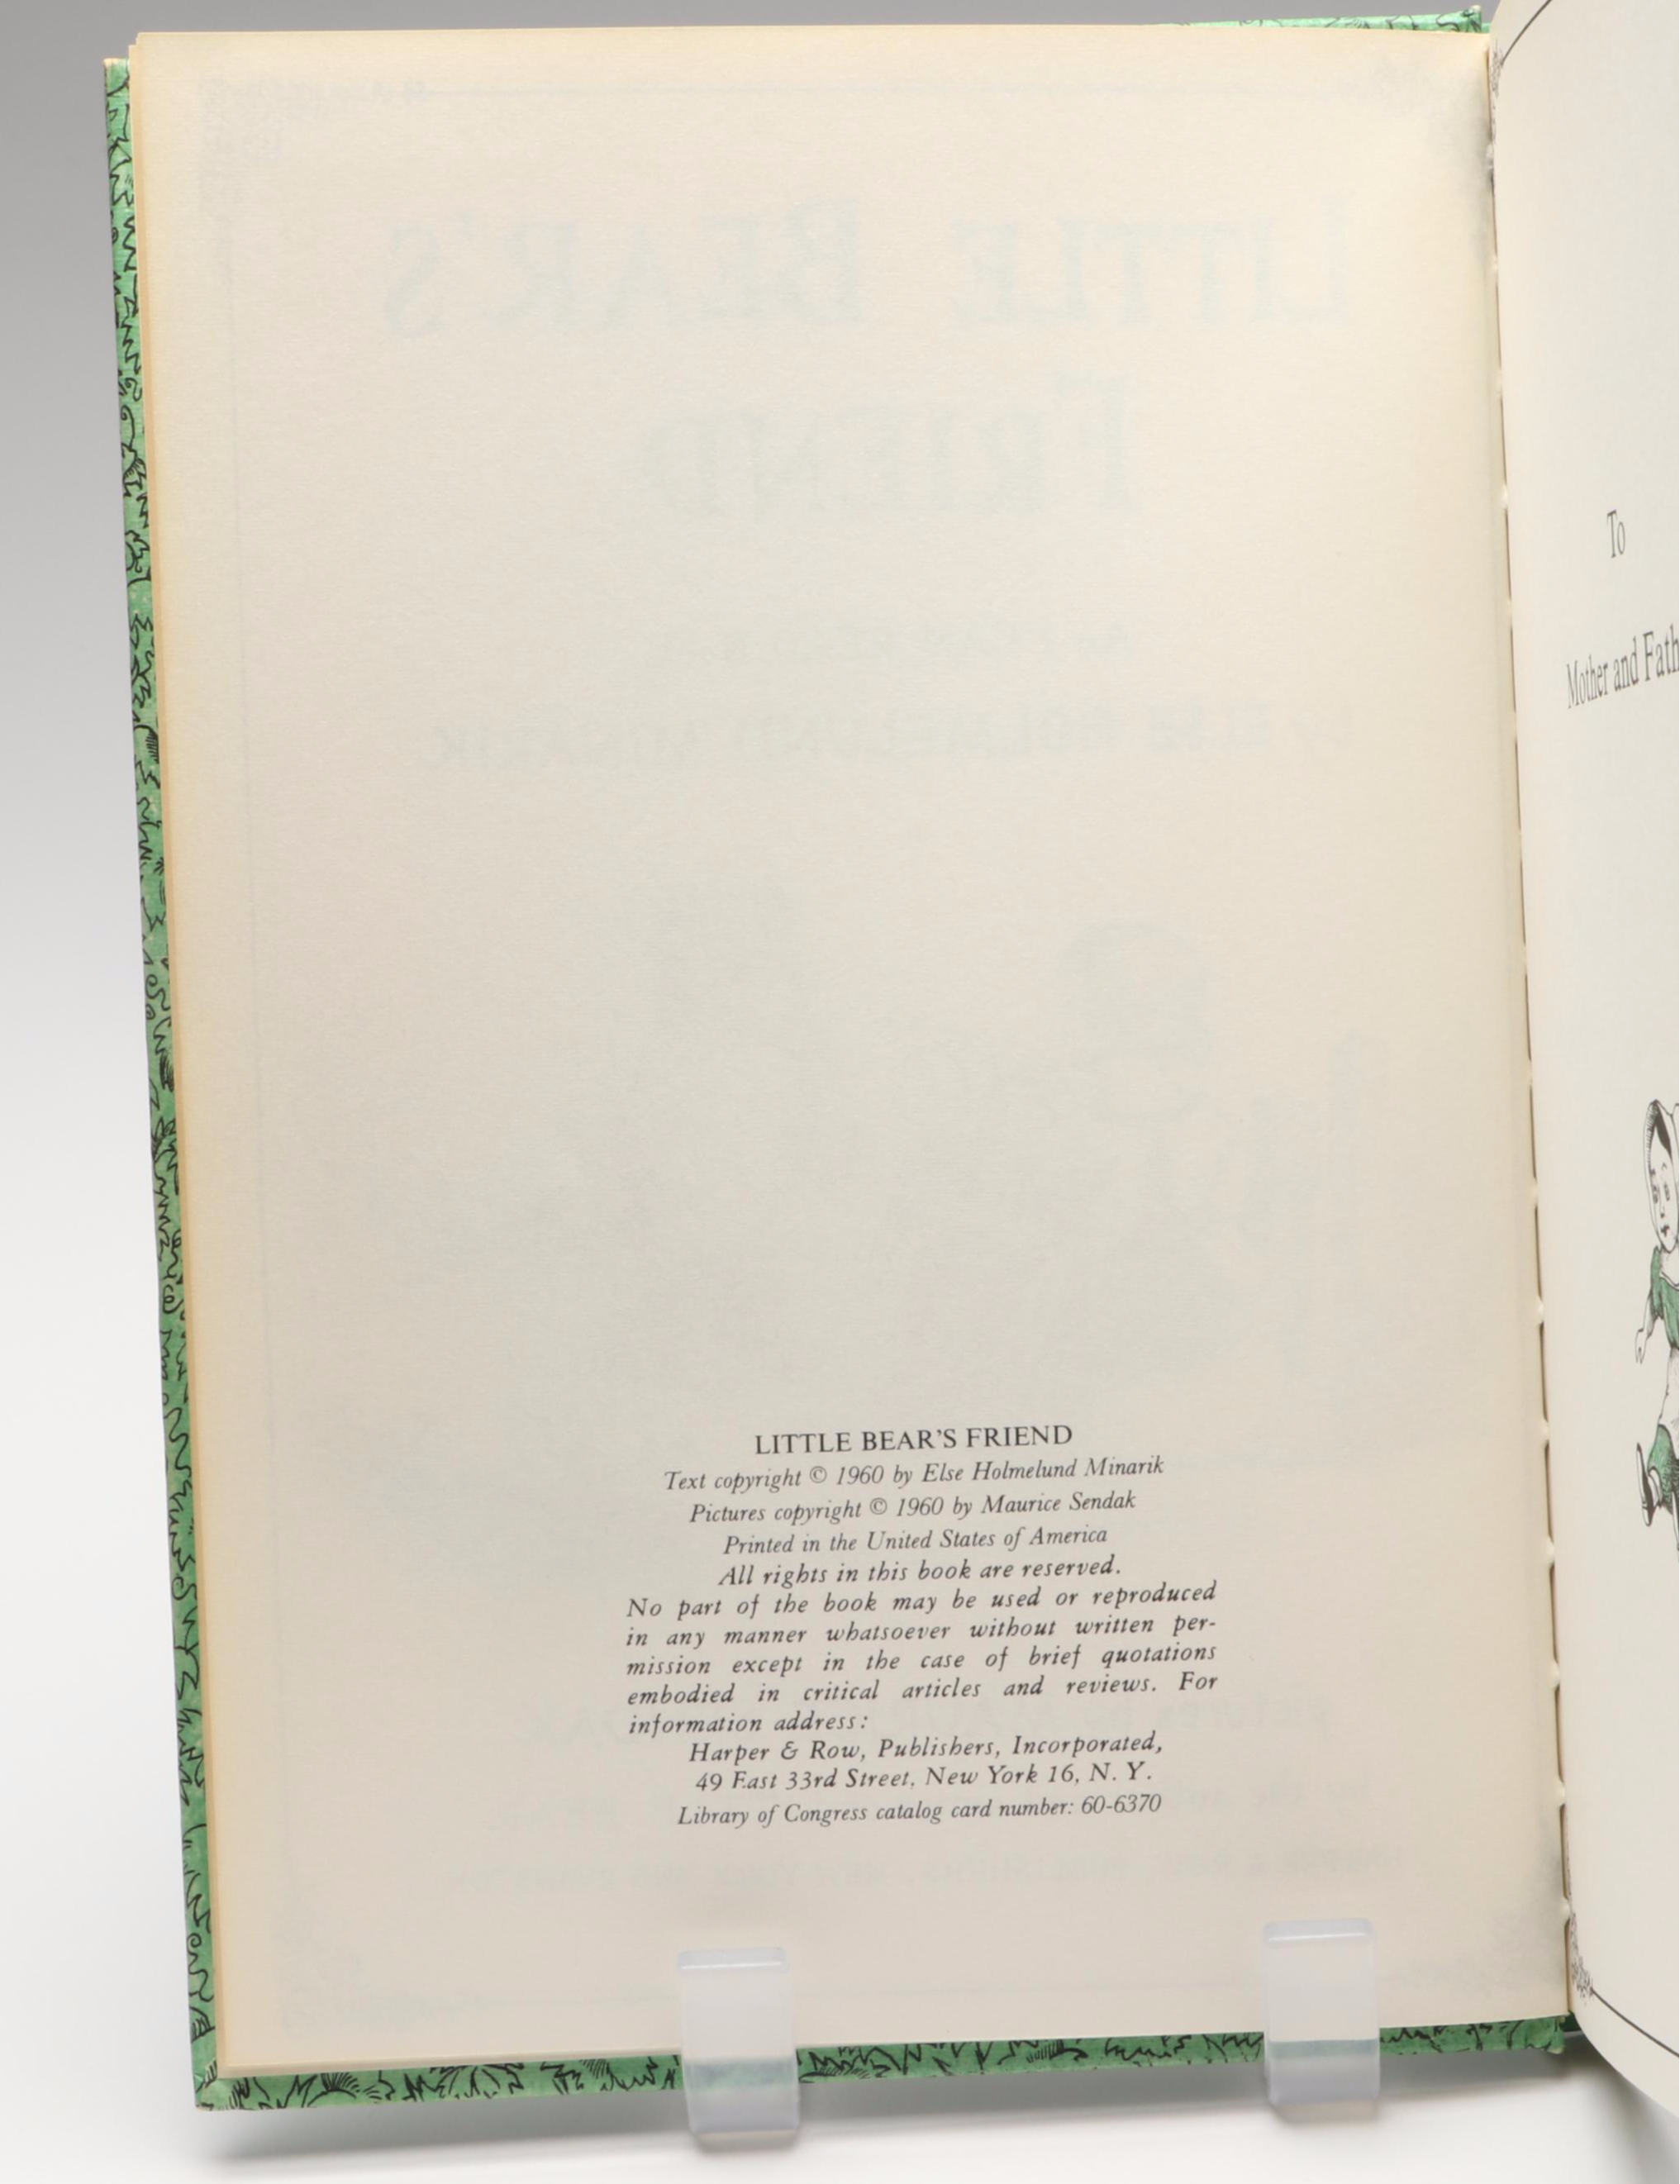 LITTLE BEAR'S FRIEND
Text copyright © 1960 by Else Holmelund Minarik
Pictures copyright © 1960 by Maurice Sendak
Printed in the United States of America
All rights in this book are reserved.
No part of the book may be used or reproduced
in any manner whatsoever without written per-
mission except in the case of brief quotations
embodied in critical articles and reviews. For
information address:
Harper & Row, Publishers, Incorporated,
49 East 33rd Street, New York 16, N. Y.
Library of Congress catalog card number: 60-6370
To
Mother and